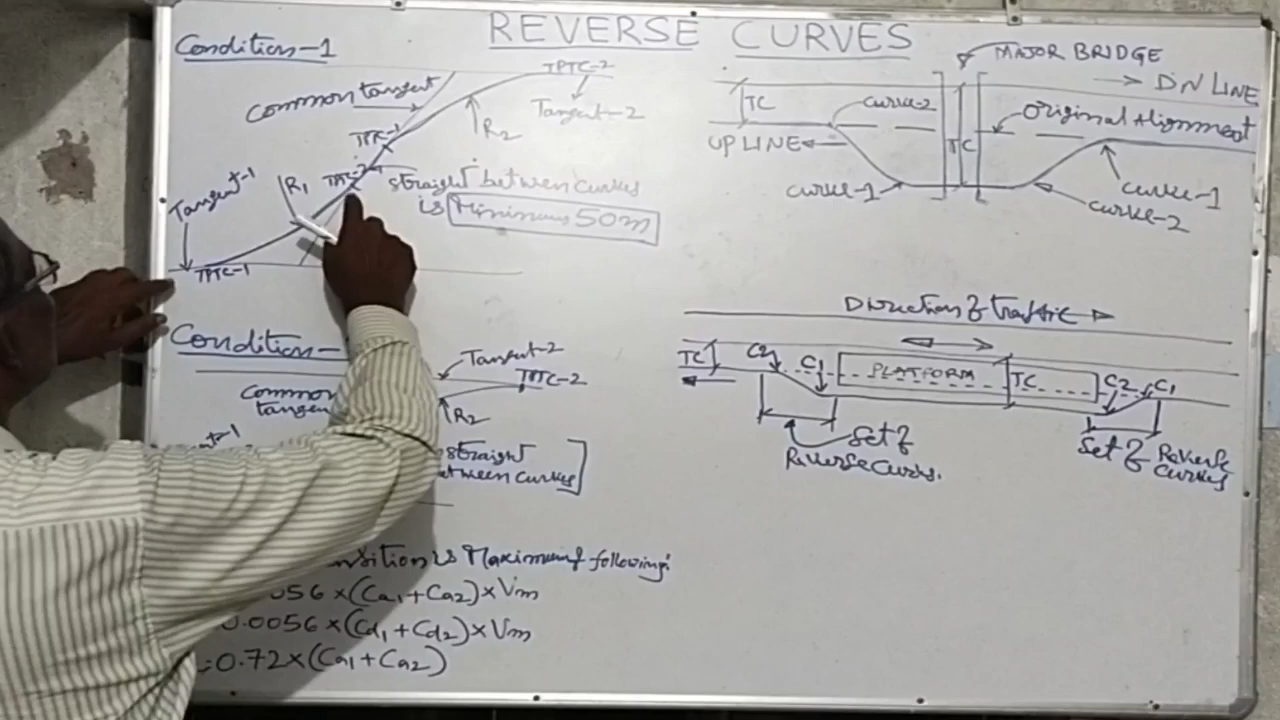 REVERSE CURVES
Condition-1
TPTC-2
Common tangent
Tangent-2
R2
TPTC-1
Tangent-1
R1
straight between curves
is Minimum 50m
TPTC-1
Condition-
Tangent-2
TPTC-2
Common
R2
straight
between curves
Maximum of following:
056 × (Ca1+Ca2) × Vm
0.0056 × (Cd1+Cd2) × Vm
=0.72×(Ca1+Ca2)
MAJOR BRIDGE
DN LINE
TC
Curve-2
Original Alignment
UP LINE
TC
Curve-1
Curve-1
Curve-2
Direction of traffic
TC
C2
C1
PLATFORM
TC
C2
C1
Set of
Reverse Curves.
Set of Reverse
Curves